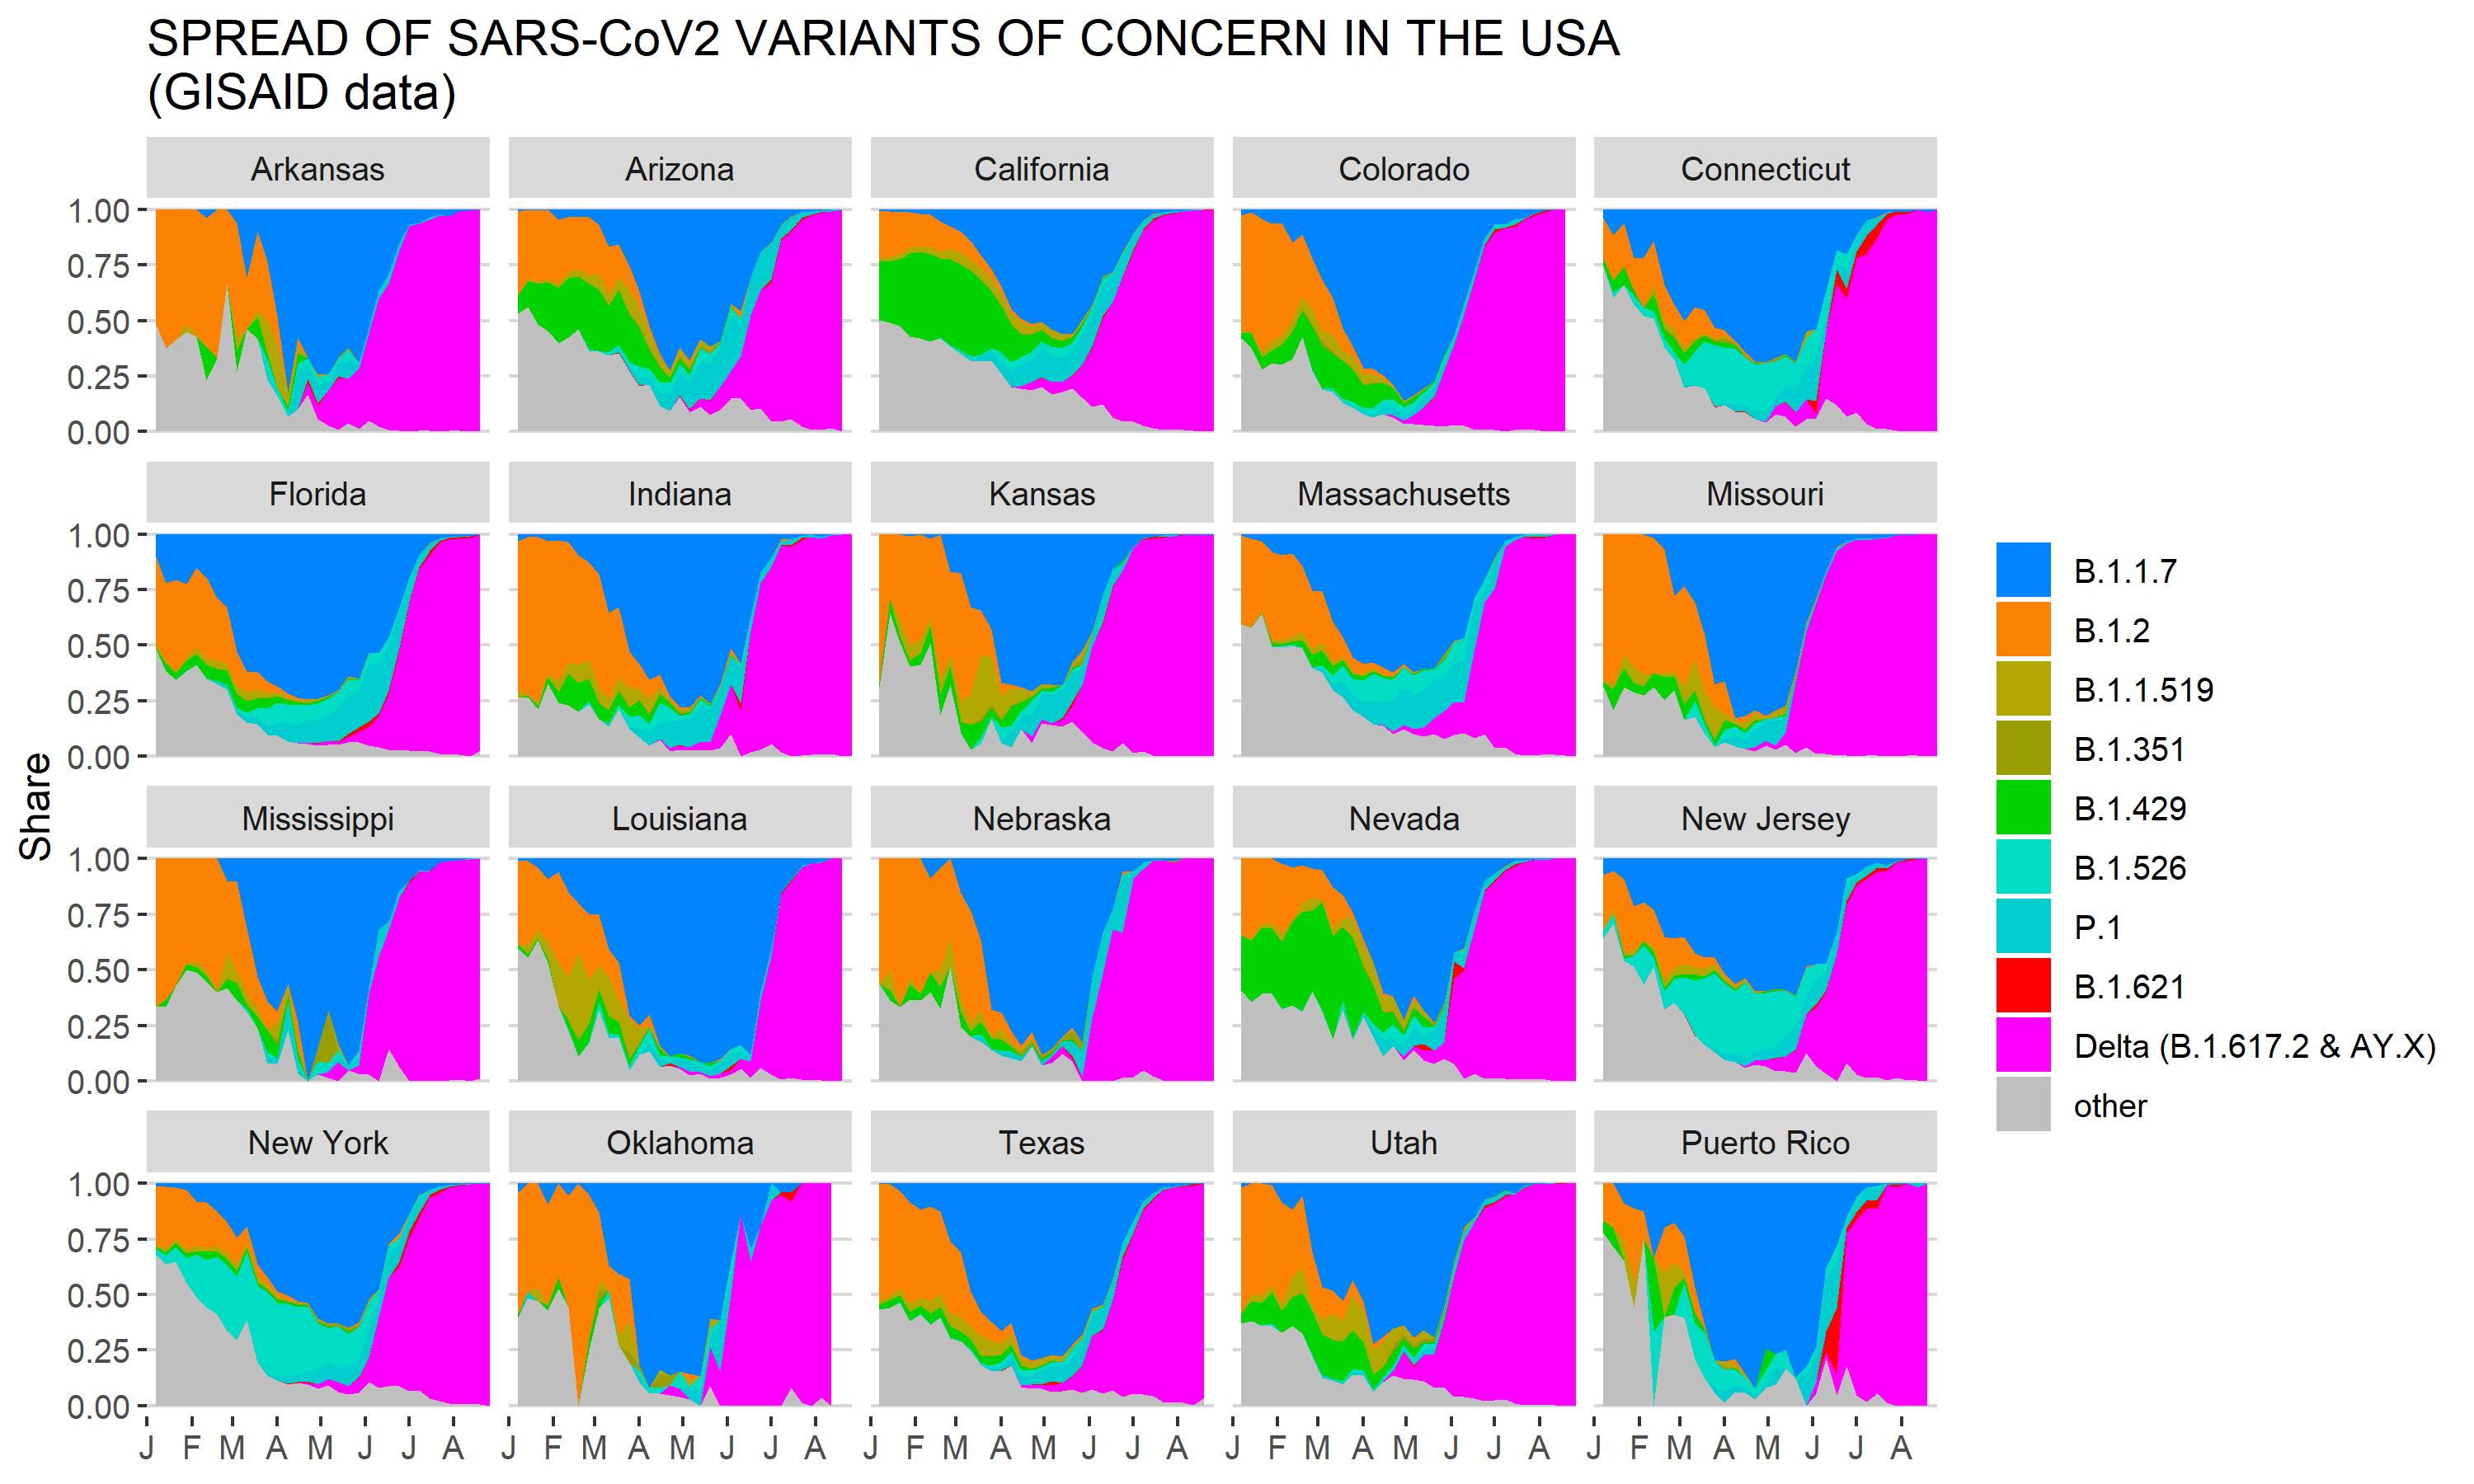 SPREAD OF SARS-CoV2 VARIANTS OF CONCERN IN THE USA
(GISAID data)
Arkansas Arizona California Colorado Connecticut
1.00
0.75
0.50
0.25
0.00
Florida Indiana Kansas Massachusetts Missouri
1.00
0.75
0.50
0.25
0.00
Mississippi Louisiana Nebraska Nevada New Jersey
1.00
0.75
0.50
0.25
0.00
New York Oklahoma Texas Utah Puerto Rico
1.00
0.75
0.50
0.25
0.00
J F M A M J J A J F M A M J J A J F M A M J J A J F M A M J J A J F M A M J J A
Share
B.1.1.7
B.1.2
B.1.1.519
B.1.351
B.1.429
B.1.526
P.1
B.1.621
Delta (B.1.617.2 & AY.X)
other